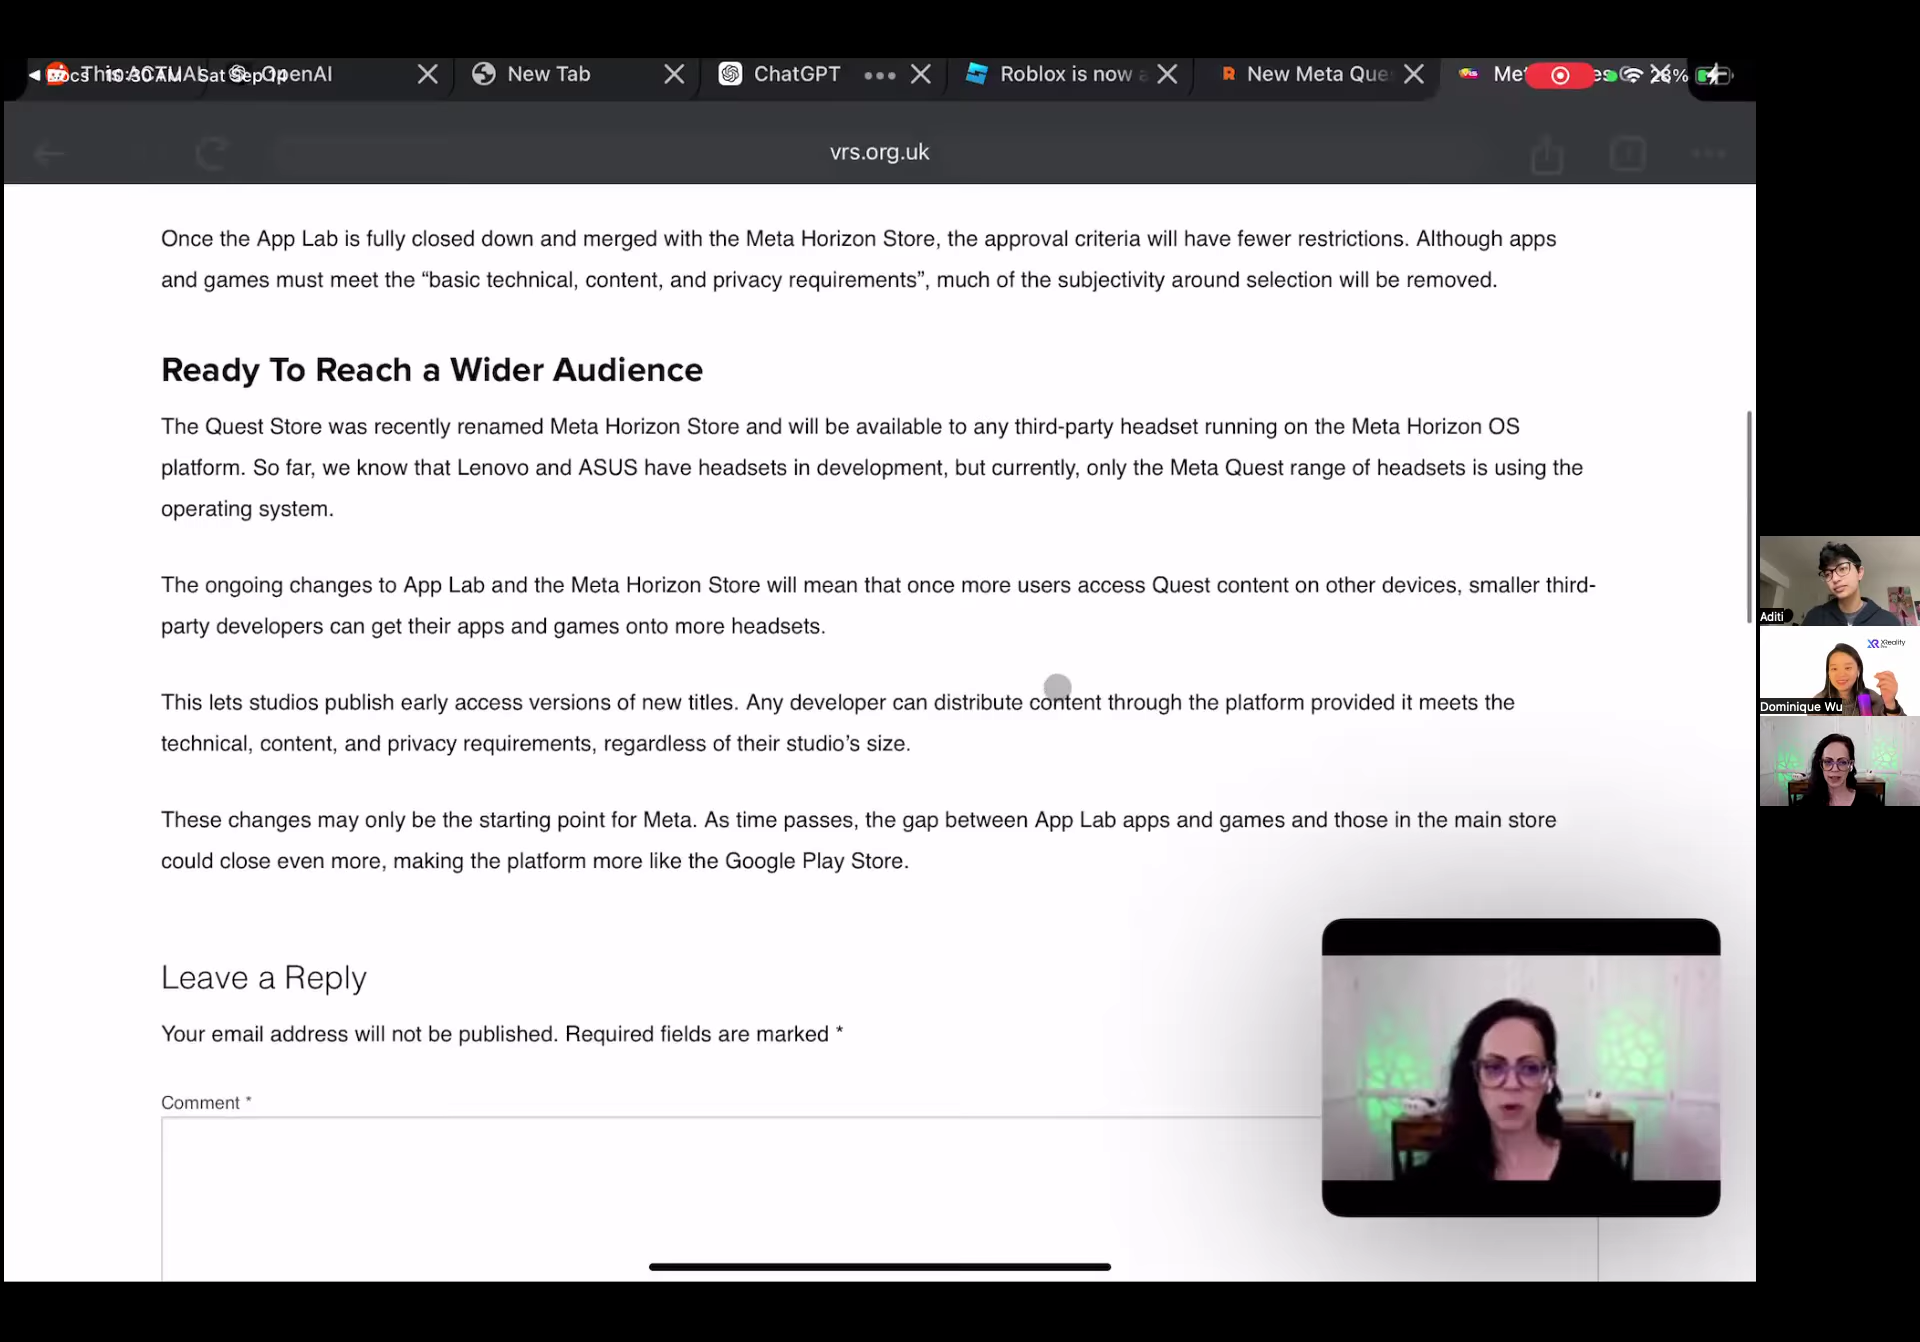 10:30 AM Sat Sep 14
OpenAI
New Tab
ChatGPT
Roblox is now
New Meta Que
28%
vrs.org.uk
Once the App Lab is fully closed down and merged with the Meta Horizon Store, the approval criteria will have fewer restrictions. Although apps
and games must meet the “basic technical, content, and privacy requirements”, much of the subjectivity around selection will be removed.
Ready To Reach a Wider Audience
The Quest Store was recently renamed Meta Horizon Store and will be available to any third-party headset running on the Meta Horizon OS
platform. So far, we know that Lenovo and ASUS have headsets in development, but currently, only the Meta Quest range of headsets is using the
operating system.
The ongoing changes to App Lab and the Meta Horizon Store will mean that once more users access Quest content on other devices, smaller third-
party developers can get their apps and games onto more headsets.
This lets studios publish early access versions of new titles. Any developer can distribute content through the platform provided it meets the
technical, content, and privacy requirements, regardless of their studio’s size.
These changes may only be the starting point for Meta. As time passes, the gap between App Lab apps and games and those in the main store
could close even more, making the platform more like the Google Play Store.
Leave a Reply
Your email address will not be published. Required fields are marked *
Comment *
Aditi
XReality
Dominique Wu